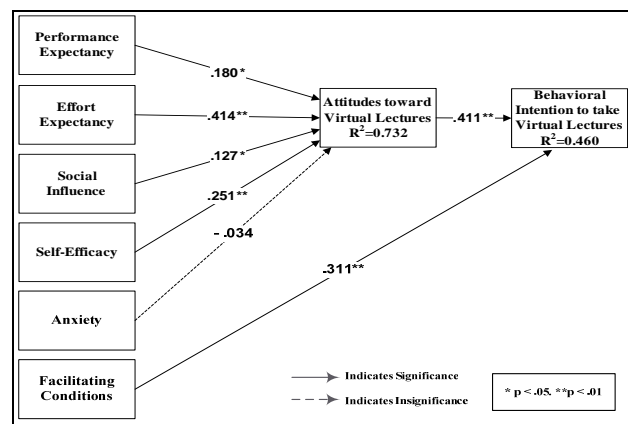 Performance
Expectancy
.180*
Effort
Expectancy
.414**
Attitudes toward
Virtual Lectures
R²=0.732
.411**
Behavioral
Intention to take
Virtual Lectures
R²=0.460
Social
Influence
.127*
.251**
Self-Efficacy
- .034
.311**
Anxiety
Facilitating
Conditions
Indicates Significance
Indicates Insignificance
* p < .05. **p < .01